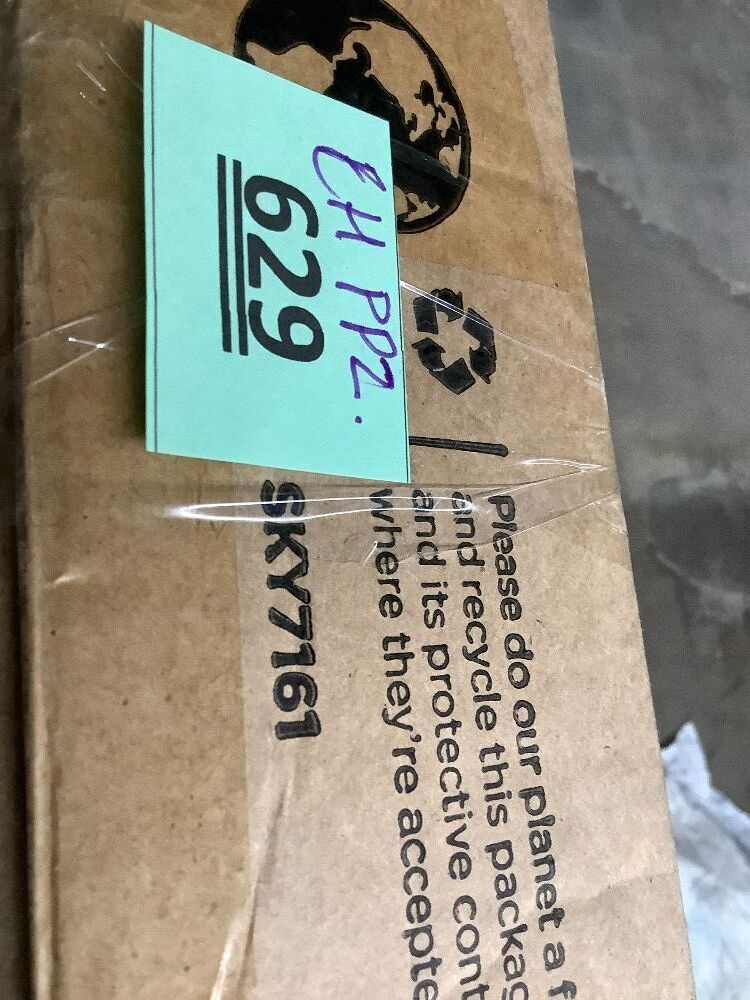 EH PPZ.
629
Please do our planet a f
and recycle this packag
and its protective cont
where they're accepte
SKY7161